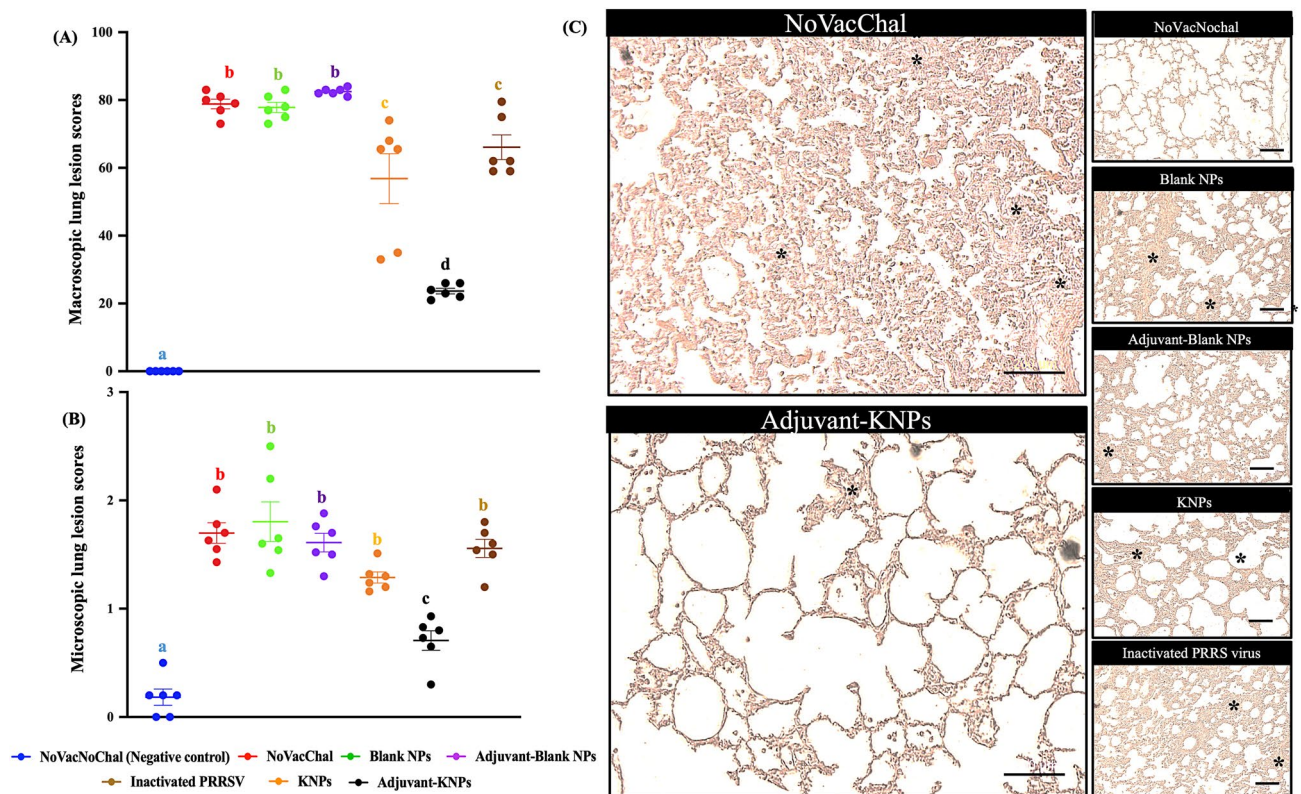 (A)
Macroscopic lung lesion scores
100
80
60
40
20
0
a
b
b
b
c
d
c
(B)
Microscopic lung lesion scores
3
2
1
0
a
b
b
b
b
c
b
NoVacNoChal (Negative control) NoVacChal Blank NPs Adjuvant-Blank NPs
Inactivated PRRSV KNPs Adjuvant-KNPs
(C)
NoVacChal
*
*
*
*
Adjuvant-KNPs
*
NoVacNochal
Blank NPs
*
*
*
Adjuvant-Blank NPs
*
KNPs
* *
Inactivated PRRS virus
*
*